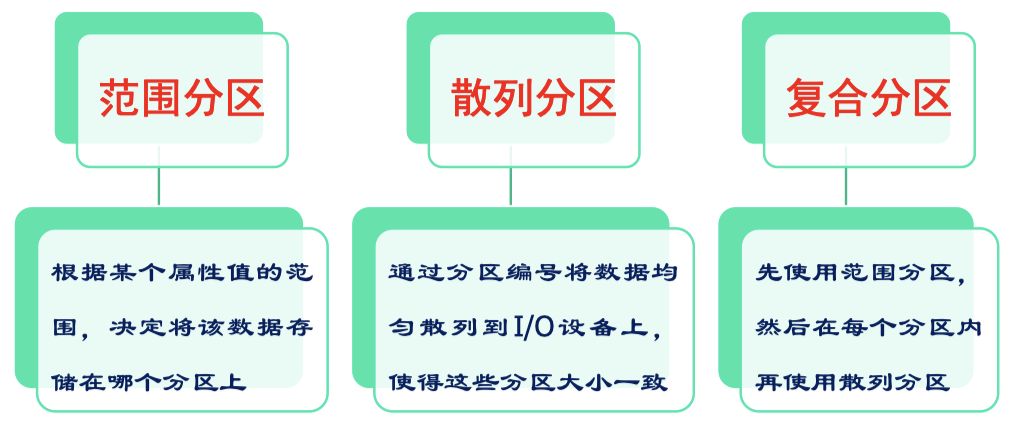 范围分区
根据某个属性值的范
围，决定将该数据存
储在哪个分区上
散列分区
通过分区编号将数据均
匀散列到I/O设备上，
使得这些分区大小一致
复合分区
先使用范围分区，
然后在每个分区内
再使用散列分区